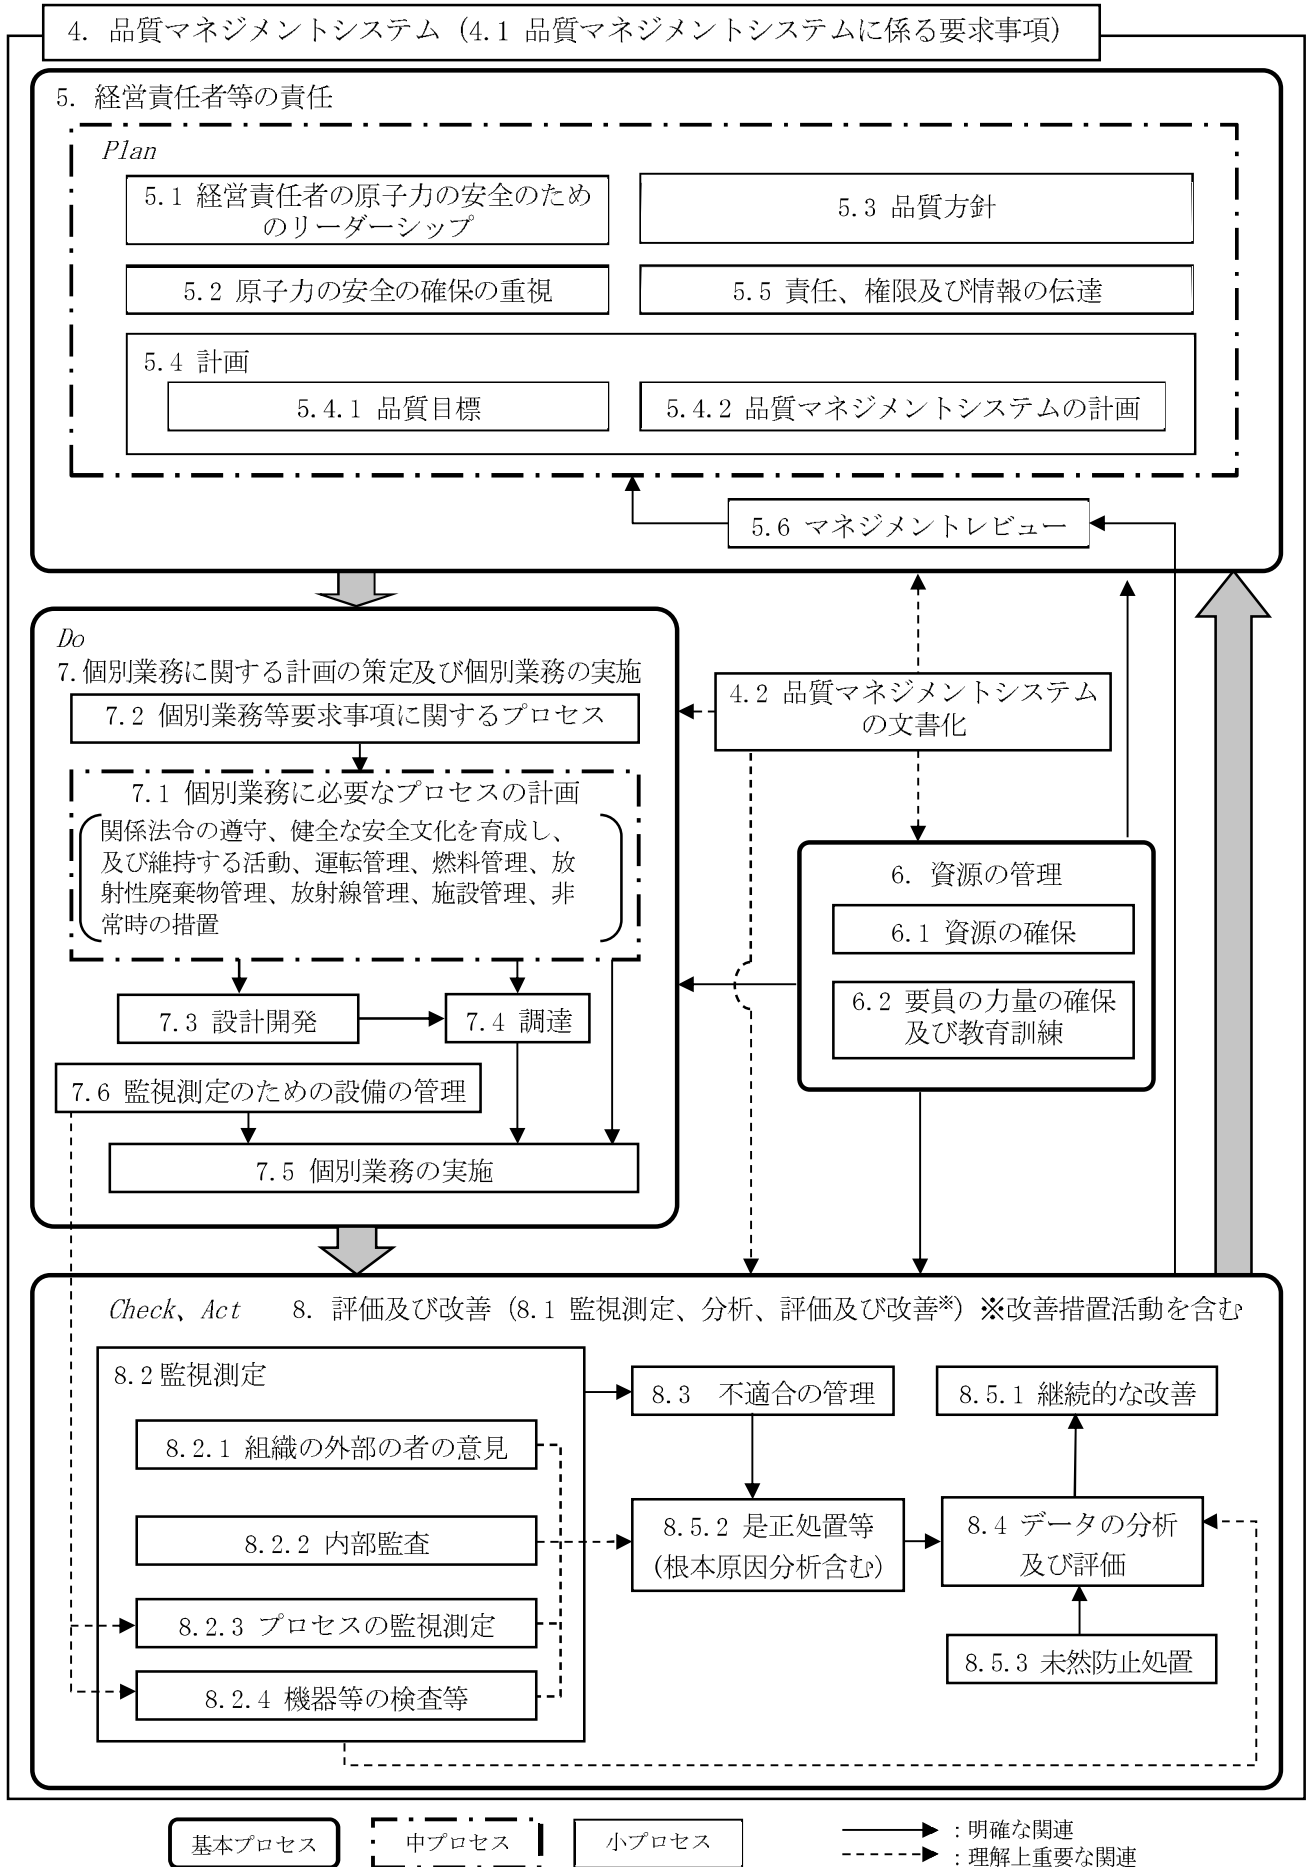 4. 品質マネジメントシステム（4.1 品質マネジメントシステムに係る要求事項）
5. 経営責任者等の責任
Plan
5.1 経営責任者の原子力の安全のため
のリーダーシップ
5.3 品質方針
5.2 原子力の安全の確保の重視
5.5 責任、権限及び情報の伝達
5.4 計画
5.4.1 品質目標
5.4.2 品質マネジメントシステムの計画
5.6 マネジメントレビュー
Do
7.個別業務に関する計画の策定及び個別業務の実施
7.2 個別業務等要求事項に関するプロセス
4.2 品質マネジメントシステム
の文書化
7.1 個別業務に必要なプロセスの計画
関係法令の遵守、健全な安全文化を育成し、
及び維持する活動、運転管理、燃料管理、放
射性廃棄物管理、放射線管理、施設管理、非
常時の措置
6. 資源の管理
6.1 資源の確保
6.2 要員の力量の確保
及び教育訓練
7.3 設計開発
7.4 調達
7.6 監視測定のための設備の管理
7.5 個別業務の実施
Check、Act 8. 評価及び改善（8.1 監視測定、分析、評価及び改善※）※改善措置活動を含む
8.2監視測定
8.3 不適合の管理
8.5.1 継続的な改善
8.2.1 組織の外部の者の意見
8.2.2 内部監査
8.5.2 是正処置等
(根本原因分析含む)
8.4 データの分析
及び評価
8.2.3 プロセスの監視測定
8.5.3 未然防止処置
8.2.4 機器等の検査等
基本プロセス
中プロセス
小プロセス
：明確な関連
：理解上重要な関連